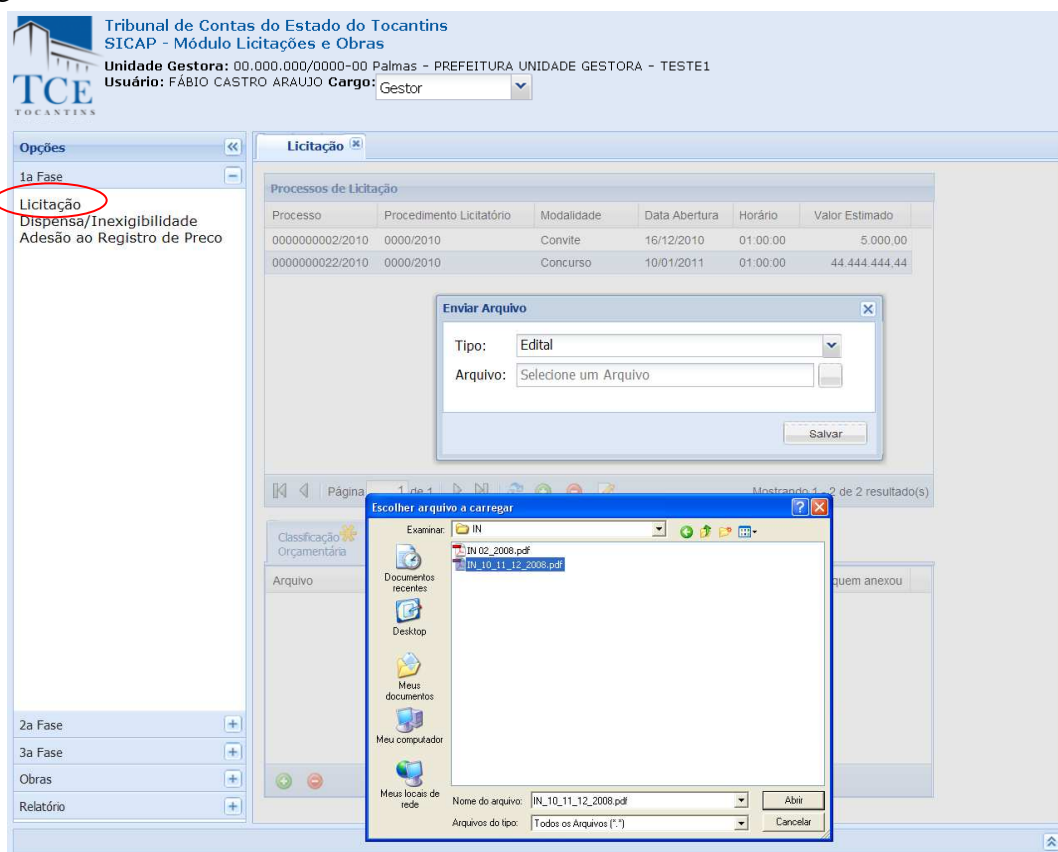 Tribunal de Contas do Estado do Tocantins
SICAP - Módulo Licitações e Obras
Unidade Gestora: 00.000.000/0000-00 Palmas - PREFEITURA UNIDADE GESTORA - TESTE1
Usuário: FÁBIO CASTRO ARAUJO Cargo: Gestor
TCE
TOCANTINS
Opções
1a Fase
Licitação
Dispensa/Inexigibilidade
Adesão ao Registro de Preco
2a Fase
3a Fase
Obras
Relatório
Licitação
Processos de Licitação
Processo Procedimento Licitatório Modalidade Data Abertura Horário Valor Estimado
0000000002/2010 0000/2010 Convite 16/12/2010 01:00:00 5.000,00
0000000022/2010 0000/2010 Concurso 10/01/2011 01:00:00 44.444.444,44
Enviar Arquivo
Tipo: Edital
Arquivo: Selecione um Arquivo
Salvar
Página 1 de 1 Mostrando 1 - 2 de 2 resultado(s)
Classficação
Orçamentária
Arquivo quem anexou
Escolher arquivo a carregar
Examinar: IN
IN 02_2008.pdf
IN_10_11_12_2008.pdf
Documentos
recentes
Desktop
Meus
documentos
Meu computador
Meus locais de
rede
Nome do arquivo: IN_10_11_12_2008.pdf Abrir
Arquivos do tipo: Todos os Arquivos (*.*) Cancelar